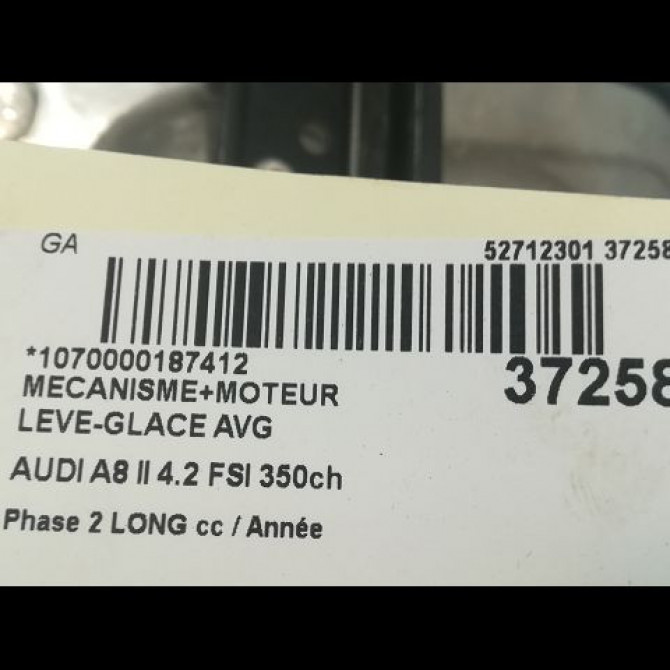 GA
52712301 37258
*1070000187412
37258
MECANISME+MOTEUR
LEVE-GLACE AVG
AUDI A8 II 4.2 FSI 350ch
Phase 2 LONG cc / Année